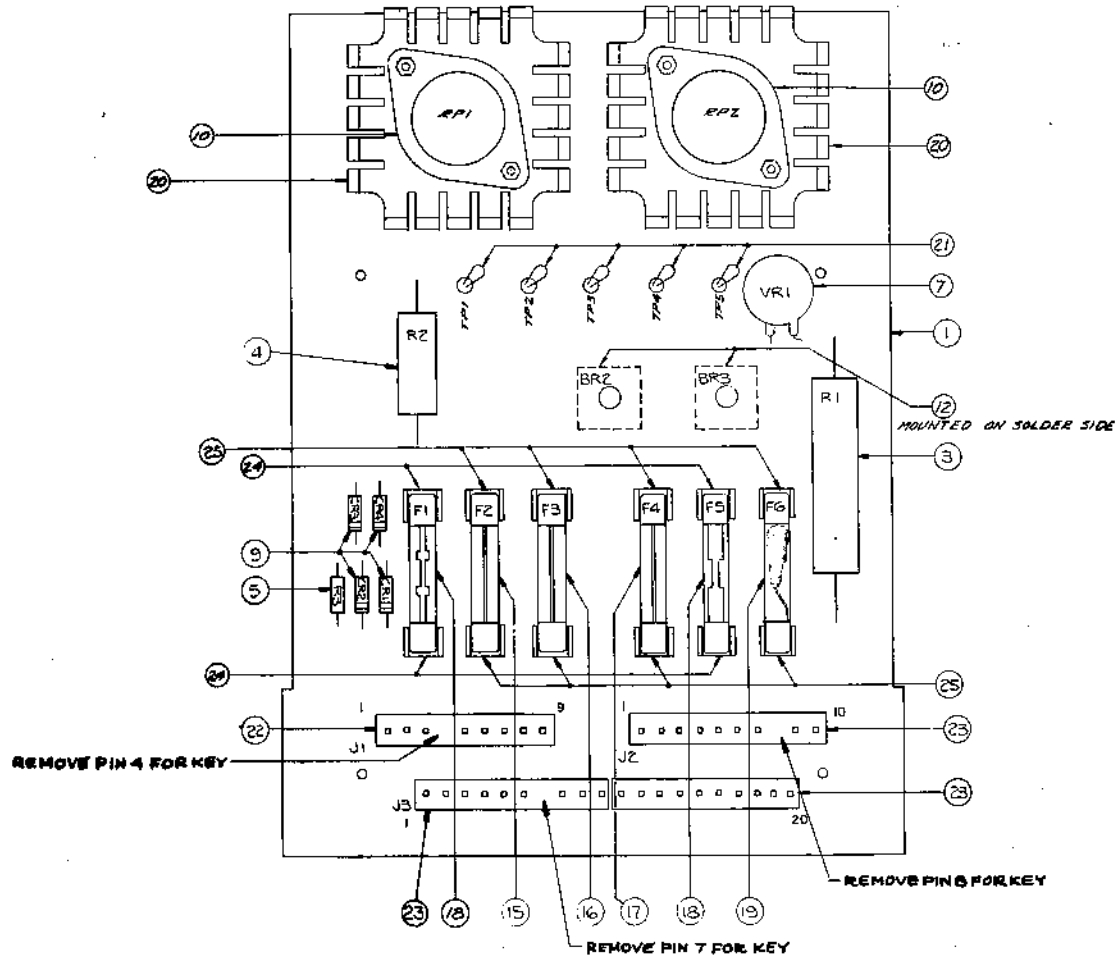 RP1
RP2
10
10
20
20
21
TP1
TP2
TP3
TP4
TP5
VR1
7
1
R2
4
BR2
BR3
12
MOUNTED ON SOLDER SIDE
R1
3
25
24
F1
F2
F3
F4
F5
F6
9
5
R3
CR2
CR1
24
25
22
1
9
J1
1
10
J2
23
REMOVE PIN 4 FOR KEY
J3
1
20
23
REMOVE PIN 8 FOR KEY
23
18
15
16
17
18
19
REMOVE PIN 7 FOR KEY